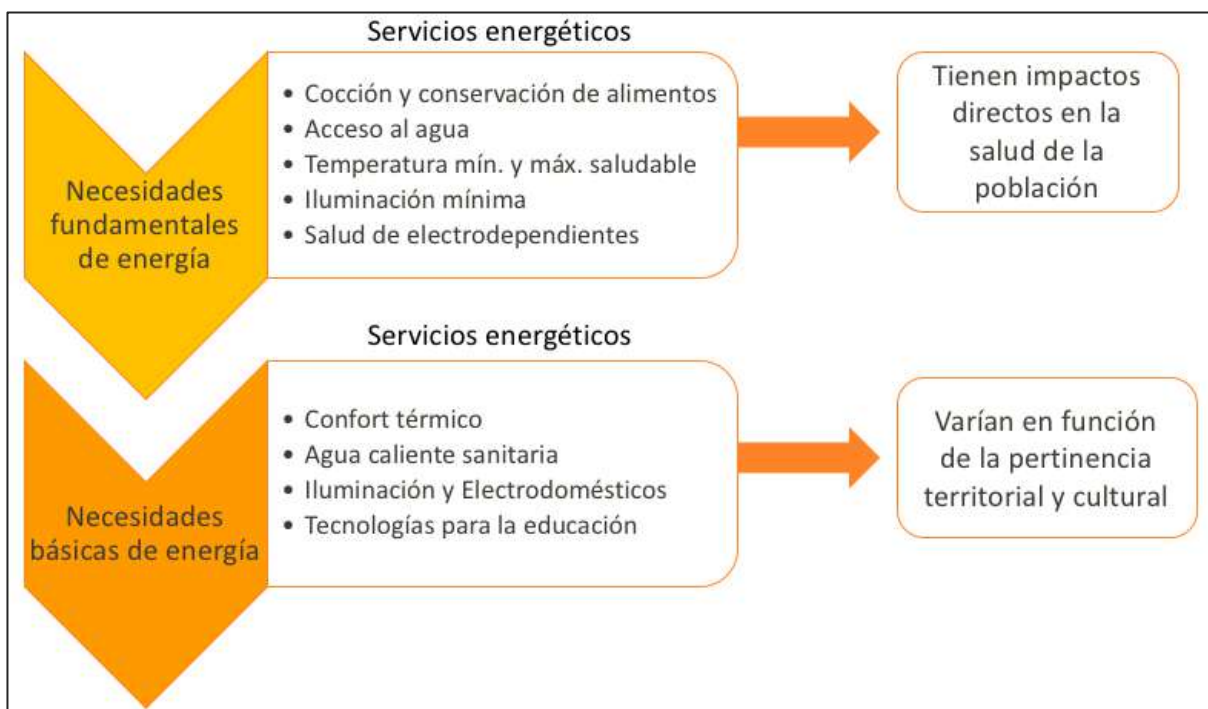 Servicios energéticos
Necesidades
fundamentales
de energía
• Cocción y conservación de alimentos
• Acceso al agua
• Temperatura mín. y máx. saludable
• Iluminación mínima
• Salud de electrodependientes
Tienen impactos
directos en la
salud de la
población
Servicios energéticos
Necesidades
básicas de energía
• Confort térmico
• Agua caliente sanitaria
• Iluminación y Electrodomésticos
• Tecnologías para la educación
Varían en función
de la pertinencia
territorial y cultural